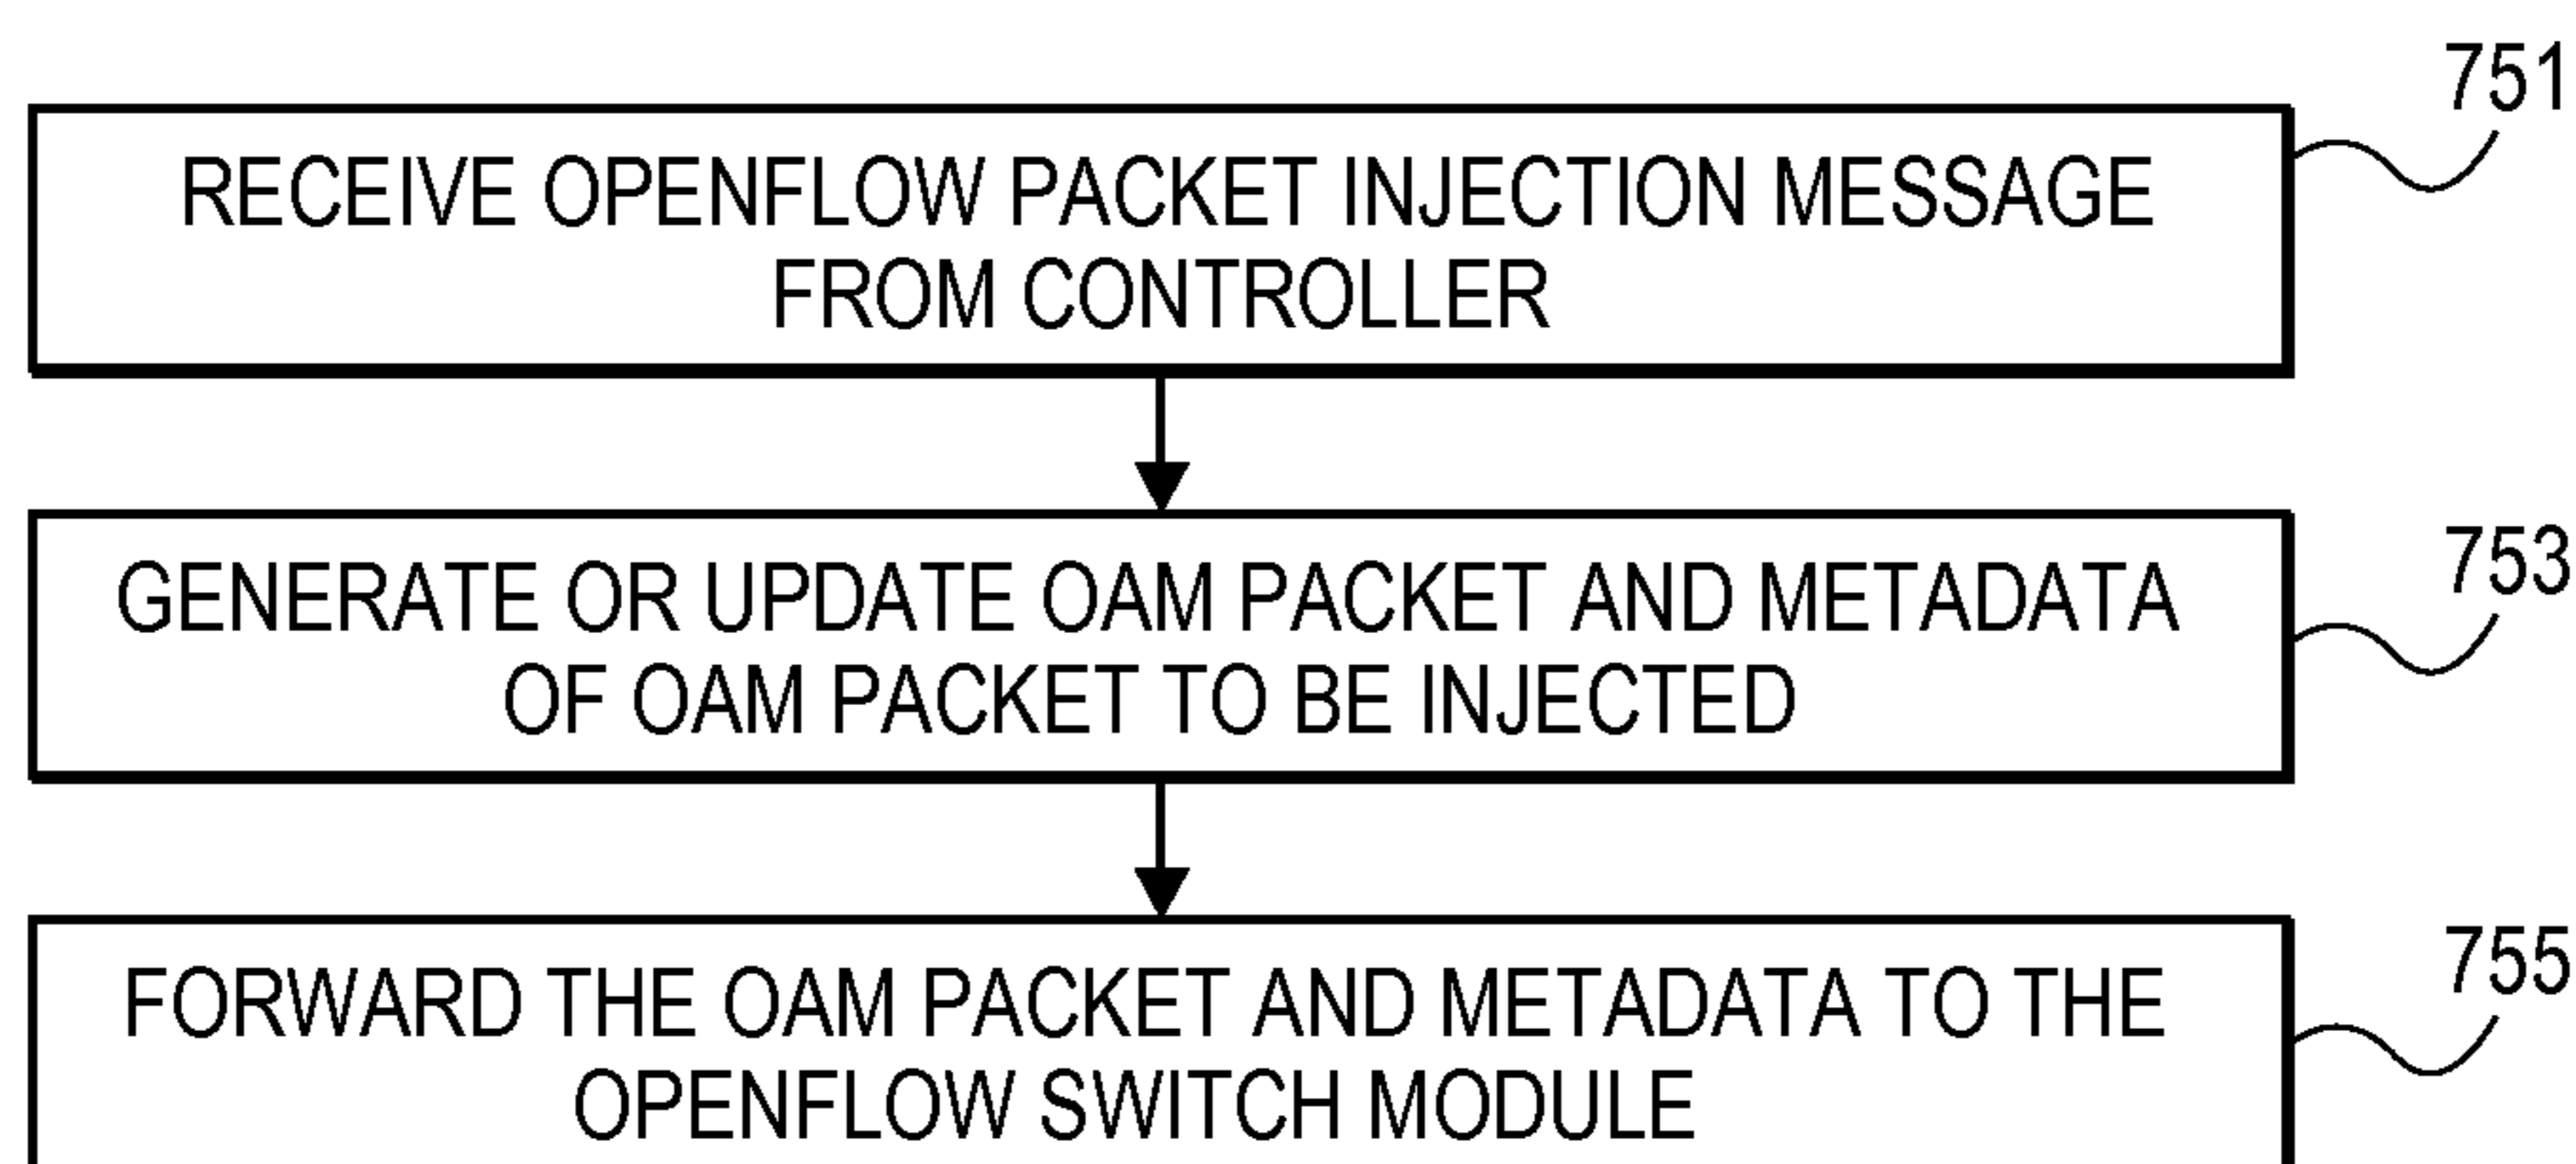 751
RECEIVE OPENFLOW PACKET INJECTION MESSAGE
FROM CONTROLLER
753
GENERATE OR UPDATE OAM PACKET AND METADATA
OF OAM PACKET TO BE INJECTED
755
FORWARD THE OAM PACKET AND METADATA TO THE
OPENFLOW SWITCH MODULE